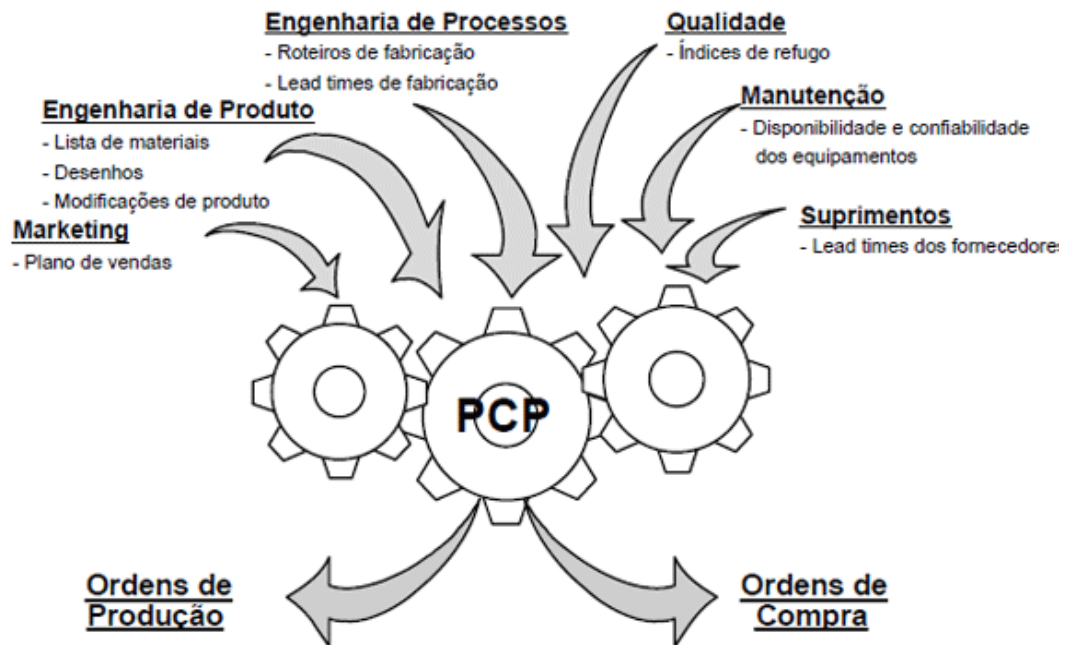 Engenharia de Processos
- Roteiros de fabricação
- Lead times de fabricação
Qualidade
- Índices de refugo
Engenharia de Produto
- Lista de materiais
- Desenhos
- Modificações de produto
Manutenção
- Disponibilidade e confiabilidade
dos equipamentos
Marketing
- Plano de vendas
Suprimentos
- Lead times dos fornecedores
PCP
Ordens de
Produção
Ordens de
Compra